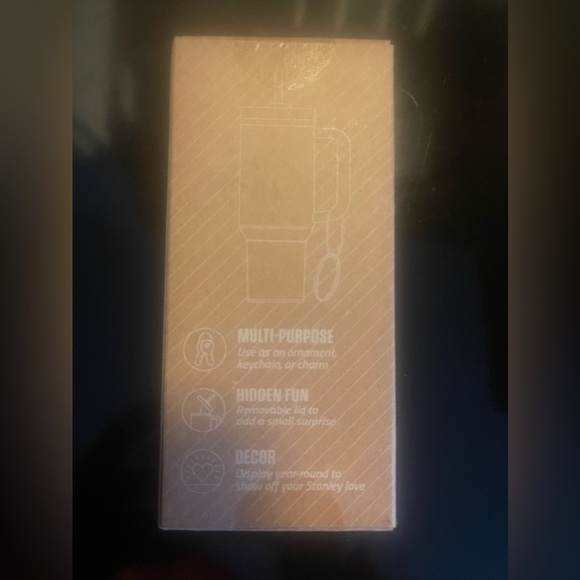 MULTI-PURPOSE
Use as an ornament,
keychain, or charm
HIDDEN FUN
Removable lid to
add a small surprise
DECOR
Display year-round to
show off your Stanley love